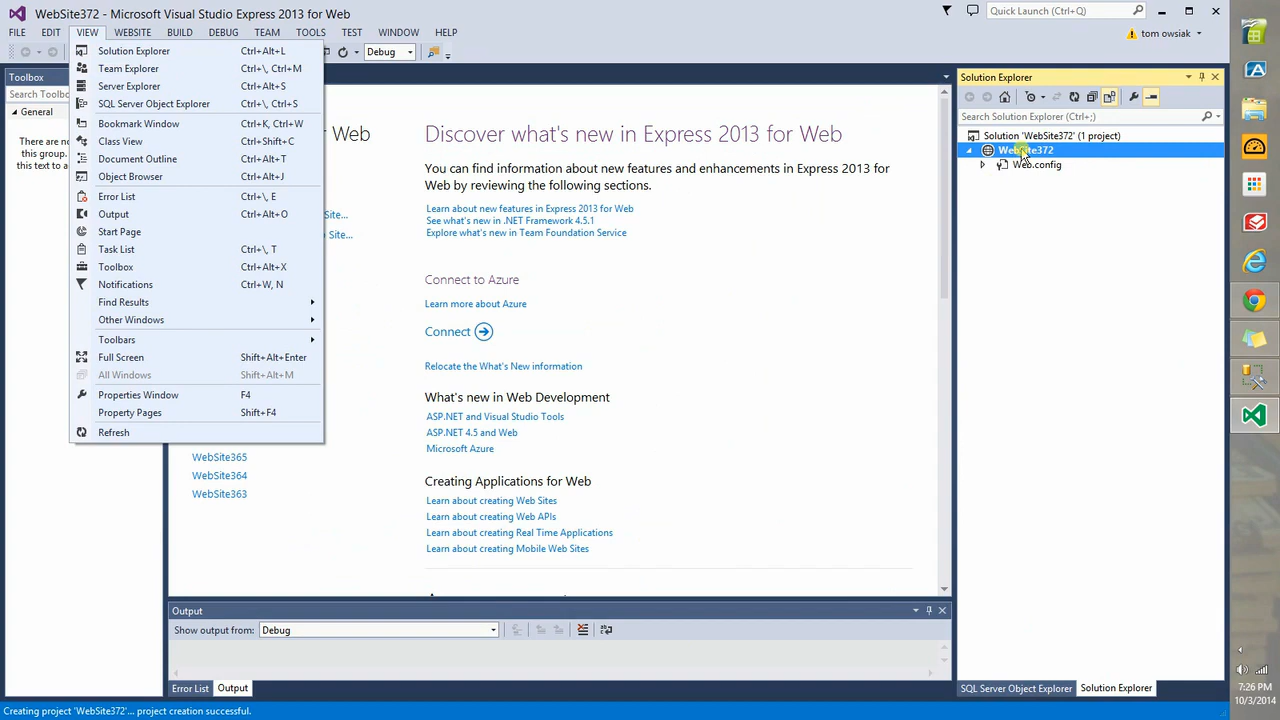 WebSite372 - Microsoft Visual Studio Express 2013 for Web
Quick Launch (Ctrl+Q)
FILE EDIT VIEW WEBSITE BUILD DEBUG TEAM TOOLS TEST WINDOW HELP
tom owsiak
Debug
Toolbox
Search Toolbo
General
There are no
this group.
this text to a
Solution Explorer Ctrl+Alt+L
Team Explorer Ctrl+\, Ctrl+M
Server Explorer Ctrl+Alt+S
SQL Server Object Explorer Ctrl+\, Ctrl+S
Bookmark Window Ctrl+K, Ctrl+W
Class View Ctrl+Shift+C
Document Outline Ctrl+Alt+T
Object Browser Ctrl+Alt+J
Error List Ctrl+\, E
Output Ctrl+Alt+O
Start Page
Task List Ctrl+\, T
Toolbox Ctrl+Alt+X
Notifications Ctrl+W, N
Find Results
Other Windows
Toolbars
Full Screen Shift+Alt+Enter
All Windows Shift+Alt+M
Properties Window F4
Property Pages Shift+F4
Refresh
Web
Site...
Site...
WebSite365
WebSite364
WebSite363
Discover what's new in Express 2013 for Web
You can find information about new features and enhancements in Express 2013 for
Web by reviewing the following sections.
Learn about new features in Express 2013 for Web
See what's new in .NET Framework 4.5.1
Explore what's new in Team Foundation Service
Connect to Azure
Learn more about Azure
Connect
Relocate the What's New information
What's new in Web Development
ASP.NET and Visual Studio Tools
ASP.NET 4.5 and Web
Microsoft Azure
Creating Applications for Web
Learn about creating Web Sites
Learn about creating Web APIs
Learn about creating Real Time Applications
Learn about creating Mobile Web Sites
Output
Show output from: Debug
Error List Output
Solution Explorer
Search Solution Explorer (Ctrl+;)
Solution 'WebSite372' (1 project)
WebSite372
Web.config
SQL Server Object Explorer Solution Explorer
Creating project 'WebSite372'... project creation successful.
7:26 PM
10/3/2014